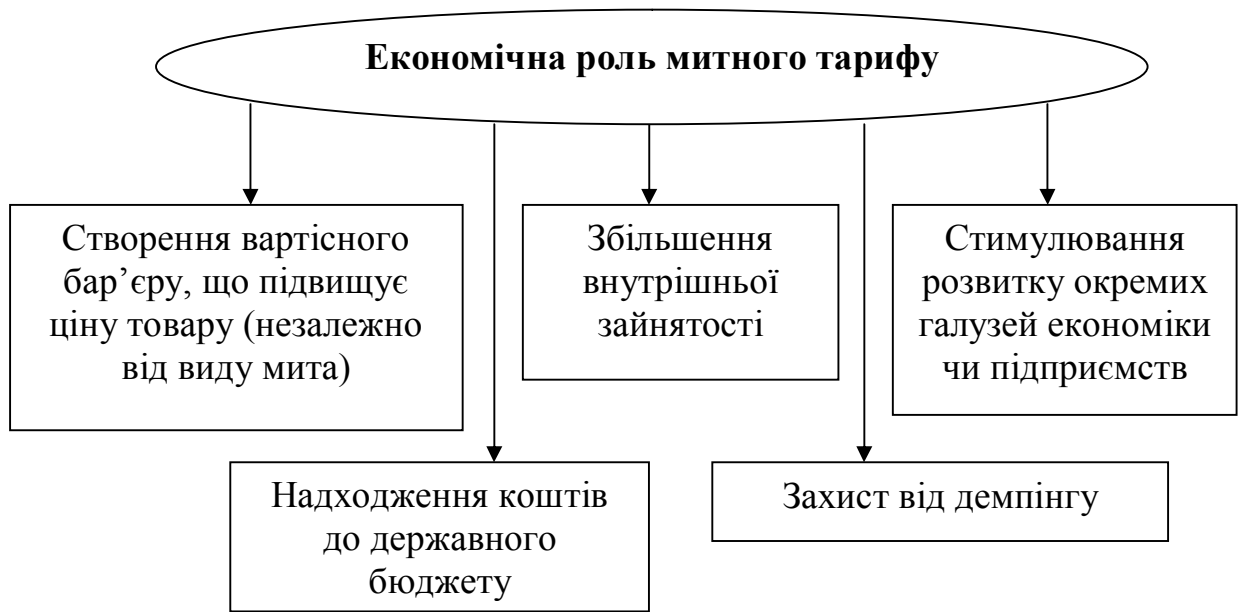 Економічна роль митного тарифу
Створення вартісного
бар’єру, що підвищує
ціну товару (незалежно
від виду мита)
Збільшення
внутрішньої
зайнятості
Стимулювання
розвитку окремих
галузей економіки
чи підприємств
Надходження коштів
до державного
бюджету
Захист від демпінгу